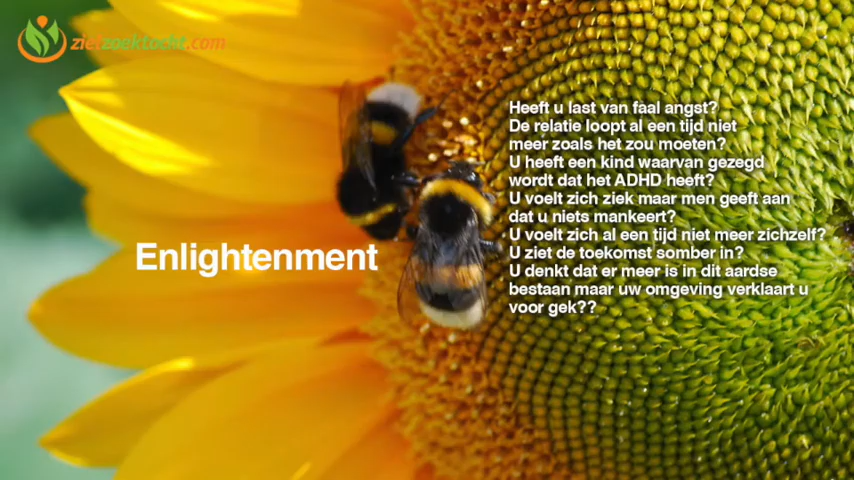 zielzoektocht.com
Heeft u last van faal angst?
De relatie loopt al een tijd niet
meer zoals het zou moeten?
U heeft een kind waarvan gezegd
wordt dat het ADHD heeft?
U voelt zich ziek maar men geeft aan
dat u niets mankeert?
U voelt zich al een tijd niet meer zichzelf?
U ziet de toekomst somber in?
U denkt dat er meer is in dit aardse
bestaan maar uw omgeving verklaart u
voor gek??
Enlightenment